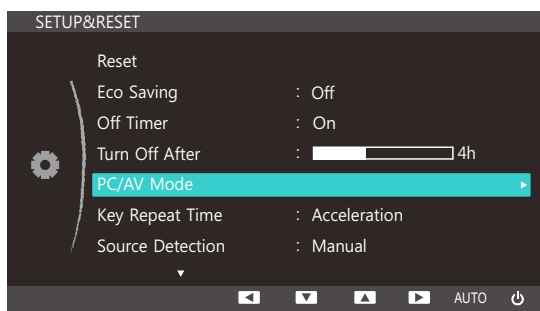 SETUP&RESET
Reset
Eco Saving : Off
Off Timer : On
Turn Off After : 4h
PC/AV Mode
Key Repeat Time : Acceleration
Source Detection : Manual
AUTO